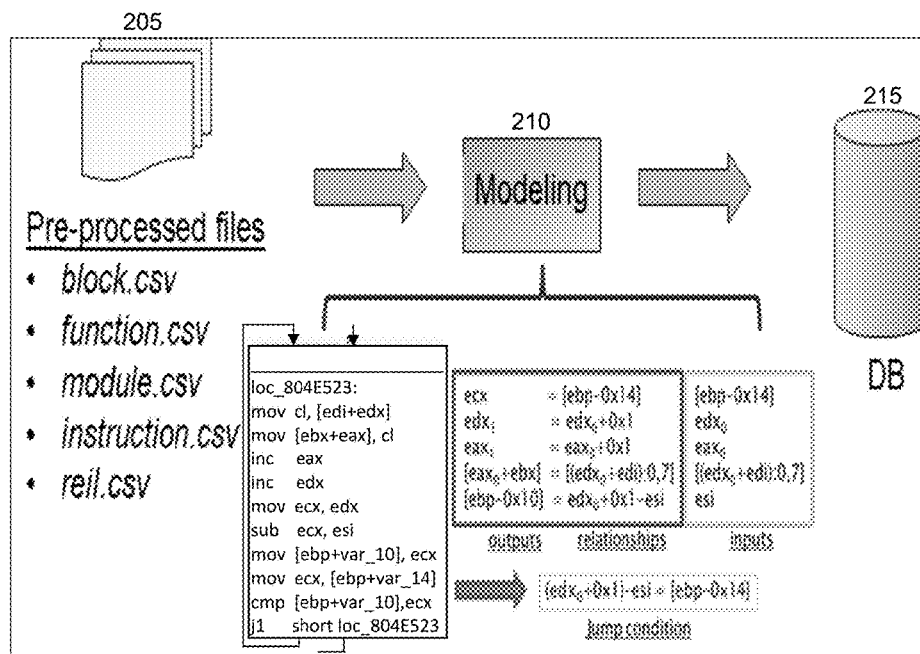 205
210
215
Modeling
Pre-processed files
• block.csv
• function.csv
• module.csv
• instruction.csv
• reil.csv
DB
loc_804E523:
mov cl, [edi+edx]
mov [ebx+eax], cl
inc eax
inc edx
mov ecx, edx
sub ecx, esi
mov [ebp+var_10], ecx
mov ecx, [ebp+var_14]
cmp [ebp+var_10],ecx
j1 short loc_804E523
ecx = [ebp-0x14]
edx₁ = edx₀+0x1
eax₁ = eax₀+0x1
[eax₀+ebx] = [(edx₀+edi):0,7]
[ebp-0x10] = edx₀+0x1-esi
outputs relationships
[ebp-0x14]
edx₀
eax₀
[(edx₀+edi):0,7]
esi
inputs
(edx₀+0x1)-esi = [ebp-0x14]
Jump condition